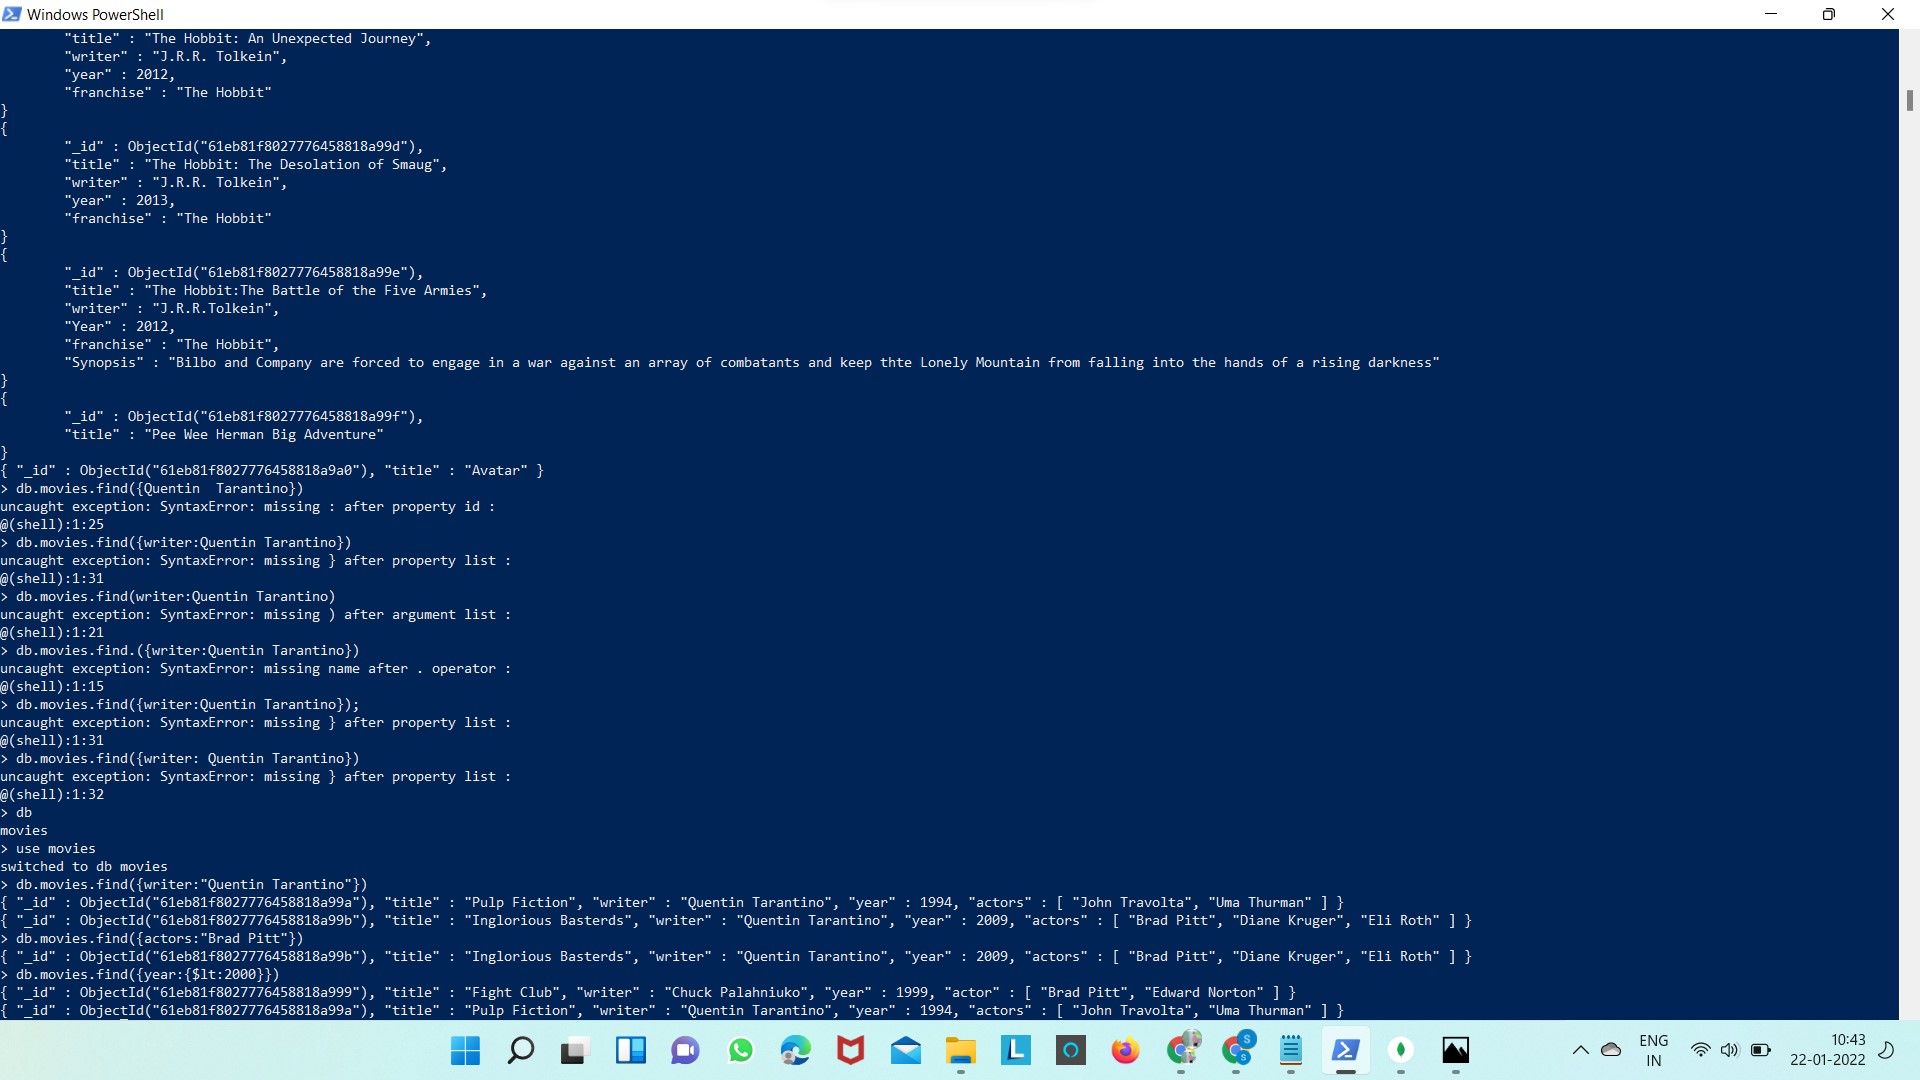 Windows PowerShell
"title" : "The Hobbit: An Unexpected Journey",
"writer" : "J.R.R. Tolkein",
"year" : 2012,
"franchise" : "The Hobbit"
}
{
"_id" : ObjectId("61eb81f8027776458818a99d"),
"title" : "The Hobbit: The Desolation of Smaug",
"writer" : "J.R.R. Tolkein",
"year" : 2013,
"franchise" : "The Hobbit"
}
{
"_id" : ObjectId("61eb81f8027776458818a99e"),
"title" : "The Hobbit:The Battle of the Five Armies",
"writer" : "J.R.R.Tolkein",
"Year" : 2012,
"franchise" : "The Hobbit",
"Synopsis" : "Bilbo and Company are forced to engage in a war against an array of combatants and keep thte Lonely Mountain from falling into the hands of a rising darkness"
}
{
"_id" : ObjectId("61eb81f8027776458818a99f"),
"title" : "Pee Wee Herman Big Adventure"
}
{ "_id" : ObjectId("61eb81f8027776458818a9a0"), "title" : "Avatar" }
> db.movies.find({Quentin  Tarantino})
uncaught exception: SyntaxError: missing : after property id :
@(shell):1:25
> db.movies.find({writer:Quentin Tarantino})
uncaught exception: SyntaxError: missing } after property list :
@(shell):1:31
> db.movies.find(writer:Quentin Tarantino)
uncaught exception: SyntaxError: missing ) after argument list :
@(shell):1:21
> db.movies.find.({writer:Quentin Tarantino})
uncaught exception: SyntaxError: missing name after . operator :
@(shell):1:15
> db.movies.find({writer:Quentin Tarantino});
uncaught exception: SyntaxError: missing } after property list :
@(shell):1:31
> db.movies.find({writer: Quentin Tarantino})
uncaught exception: SyntaxError: missing } after property list :
@(shell):1:32
> db
movies
> use movies
switched to db movies
> db.movies.find({writer:"Quentin Tarantino"})
{ "_id" : ObjectId("61eb81f8027776458818a99a"), "title" : "Pulp Fiction", "writer" : "Quentin Tarantino", "year" : 1994, "actors" : [ "John Travolta", "Uma Thurman" ] }
{ "_id" : ObjectId("61eb81f8027776458818a99b"), "title" : "Inglorious Basterds", "writer" : "Quentin Tarantino", "year" : 2009, "actors" : [ "Brad Pitt", "Diane Kruger", "Eli Roth" ] }
> db.movies.find({actors:"Brad Pitt"})
{ "_id" : ObjectId("61eb81f8027776458818a99b"), "title" : "Inglorious Basterds", "writer" : "Quentin Tarantino", "year" : 2009, "actors" : [ "Brad Pitt", "Diane Kruger", "Eli Roth" ] }
> db.movies.find({year:{$lt:2000}})
{ "_id" : ObjectId("61eb81f8027776458818a999"), "title" : "Fight Club", "writer" : "Chuck Palahniuko", "year" : 1999, "actor" : [ "Brad Pitt", "Edward Norton" ] }
{ "_id" : ObjectId("61eb81f8027776458818a99a"), "title" : "Pulp Fiction", "writer" : "Quentin Tarantino", "year" : 1994, "actors" : [ "John Travolta", "Uma Thurman" ] }
L
S
S
ENG
IN
10:43
22-01-2022